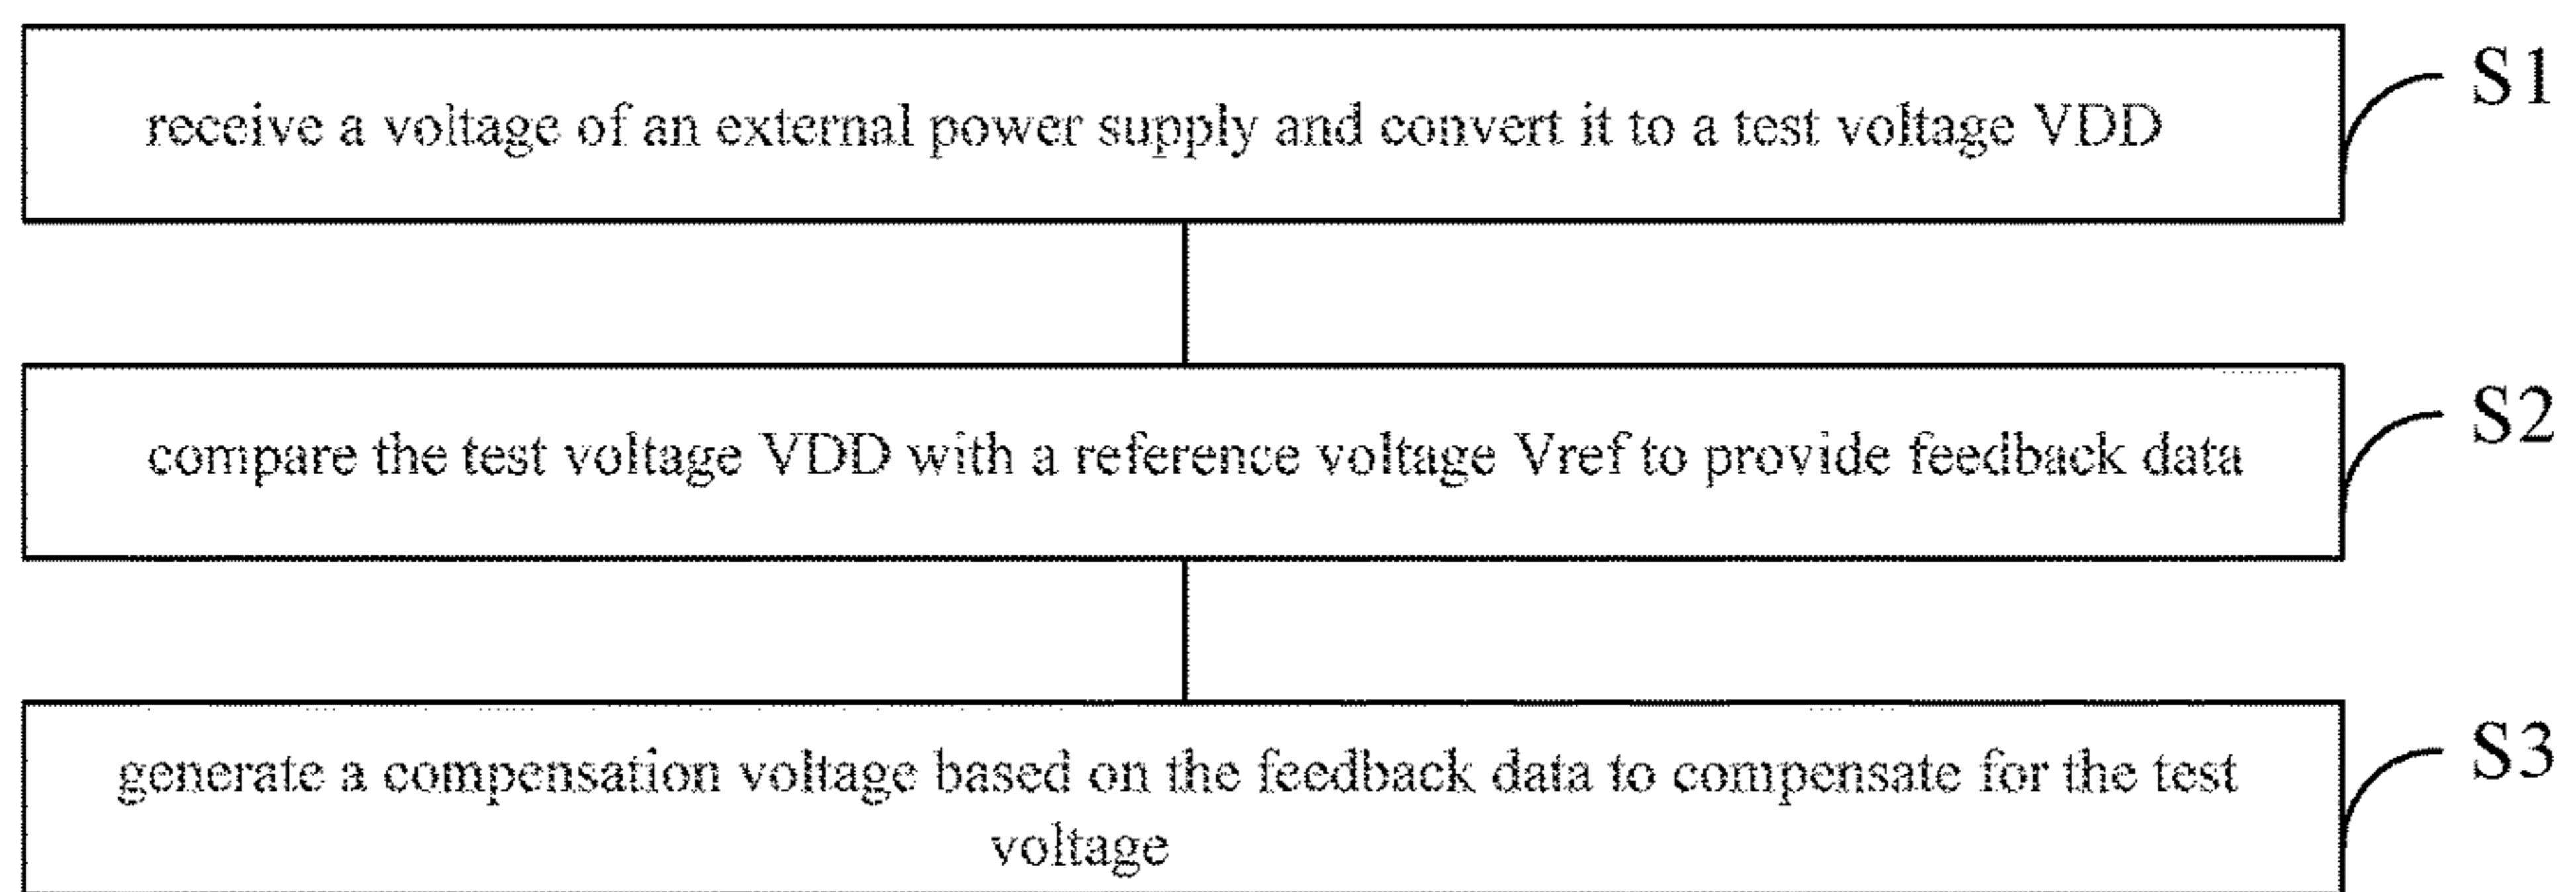 receive a voltage of an external power supply and convert it to a test voltage VDD
S1
compare the test voltage VDD with a reference voltage Vref to provide feedback data
S2
generate a compensation voltage based on the feedback data to compensate for the test
voltage
S3